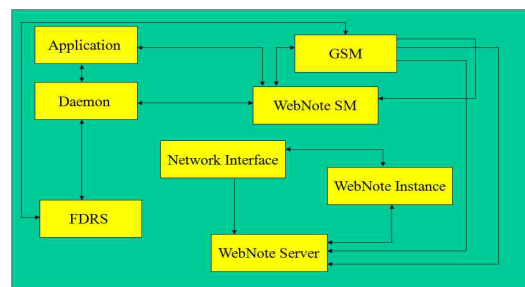 Application
GSM
Daemon
WebNote SM
Network Interface
WebNote Instance
FDRS
WebNote Server